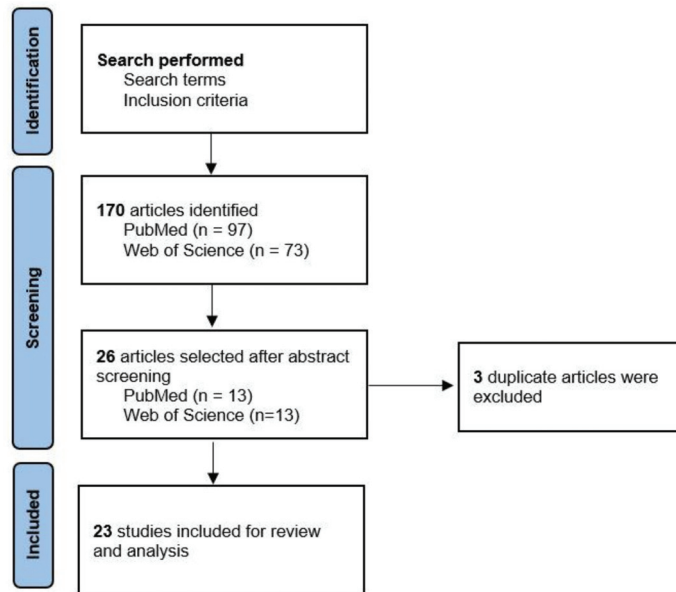 Identification
Search performed
Search terms
Inclusion criteria
Screening
170 articles identified
PubMed (n = 97)
Web of Science (n = 73)
26 articles selected after abstract
screening
PubMed (n = 13)
Web of Science (n=13)
3 duplicate articles were
excluded
Included
23 studies included for review
and analysis